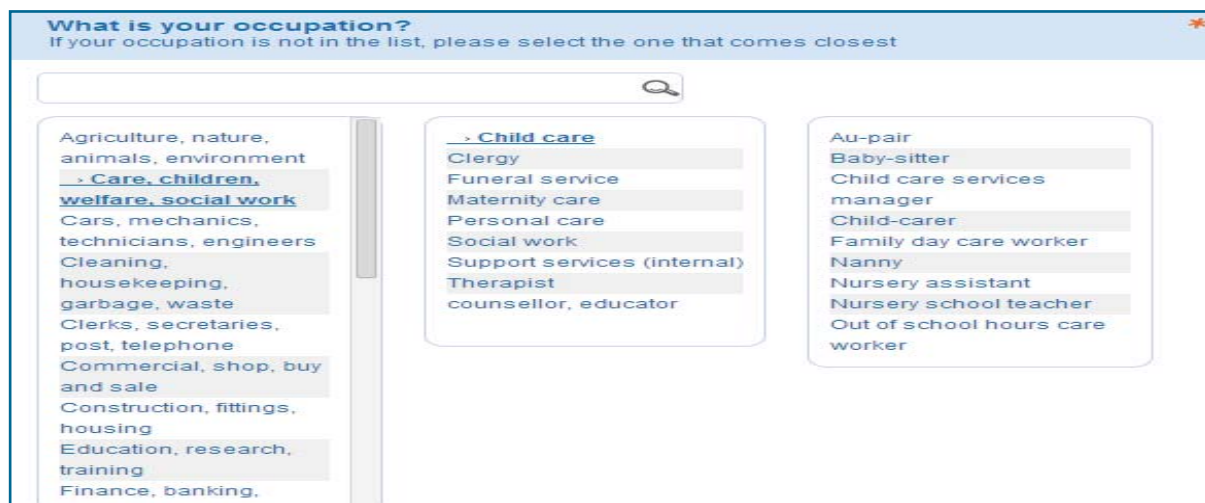 What is your occupation?
If your occupation is not in the list, please select the one that comes closest
*
Agriculture, nature,
animals, environment
› Care, children,
welfare, social work
Cars, mechanics,
technicians, engineers
Cleaning,
housekeeping,
garbage, waste
Clerks, secretaries,
post, telephone
Commercial, shop, buy
and sale
Construction, fittings,
housing
Education, research,
training
Finance, banking,
› Child care
Clergy
Funeral service
Maternity care
Personal care
Social work
Support services (internal)
Therapist
counsellor, educator
Au-pair
Baby-sitter
Child care services
manager
Child-carer
Family day care worker
Nanny
Nursery assistant
Nursery school teacher
Out of school hours care
worker